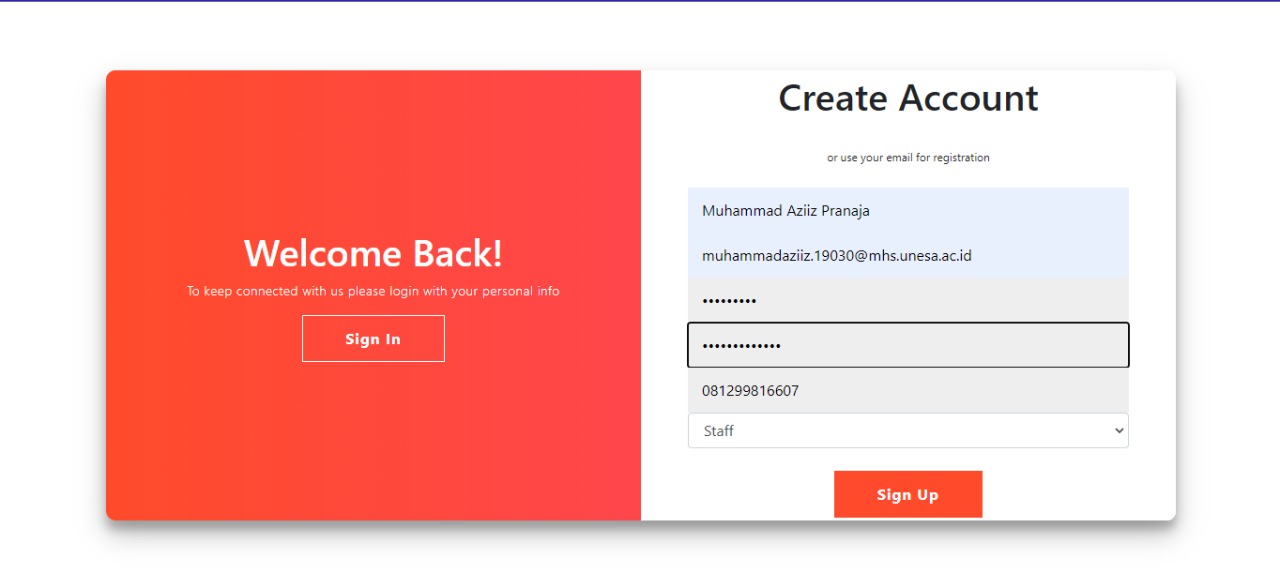 Welcome Back!
To keep connected with us please login with your personal info
Sign In
Create Account
or use your email for registration
Muhammad Aziiz Pranaja
muhammadaziiz.19030@mhs.unesa.ac.id
•••••••••
•••••••••••••
081299816607
Staff
Sign Up